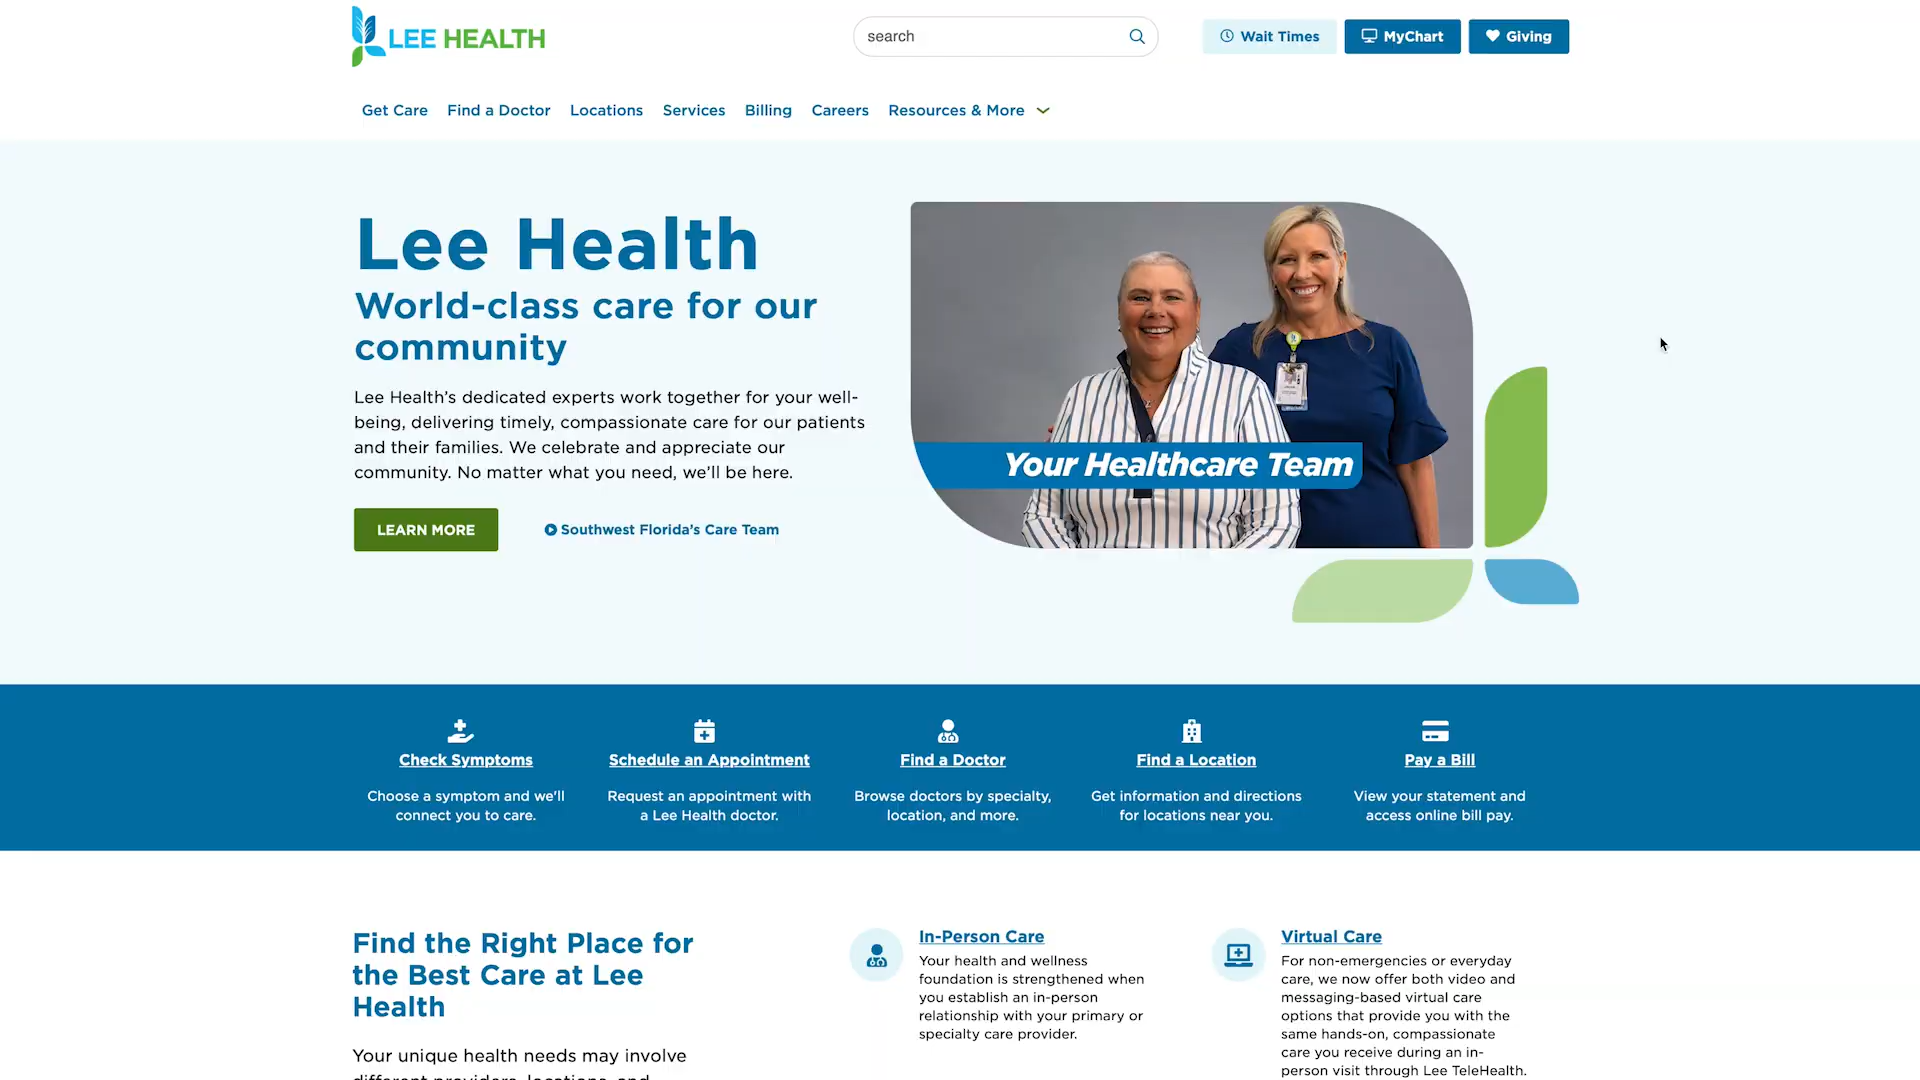 LEE HEALTH
search
Wait Times
MyChart
Giving
Get Care
Find a Doctor
Locations
Services
Billing
Careers
Resources & More
Lee Health
World-class care for our
community
Lee Health's dedicated experts work together for your well-
being, delivering timely, compassionate care for our patients
and their families. We celebrate and appreciate our
community. No matter what you need, we'll be here.
LEARN MORE
Southwest Florida's Care Team
Your Healthcare Team
Check Symptoms
Choose a symptom and we'll
connect you to care.
Schedule an Appointment
Request an appointment with
a Lee Health doctor.
Find a Doctor
Browse doctors by specialty,
location, and more.
Find a Location
Get information and directions
for locations near you.
Pay a Bill
View your statement and
access online bill pay.
Find the Right Place for
the Best Care at Lee
Health
Your unique health needs may involve
different providers, locations, and
In-Person Care
Your health and wellness
foundation is strengthened when
you establish an in-person
relationship with your primary or
specialty care provider.
Virtual Care
For non-emergencies or everyday
care, we now offer both video and
messaging-based virtual care
options that provide you with the
same hands-on, compassionate
care you receive during an in-
person visit through Lee TeleHealth.